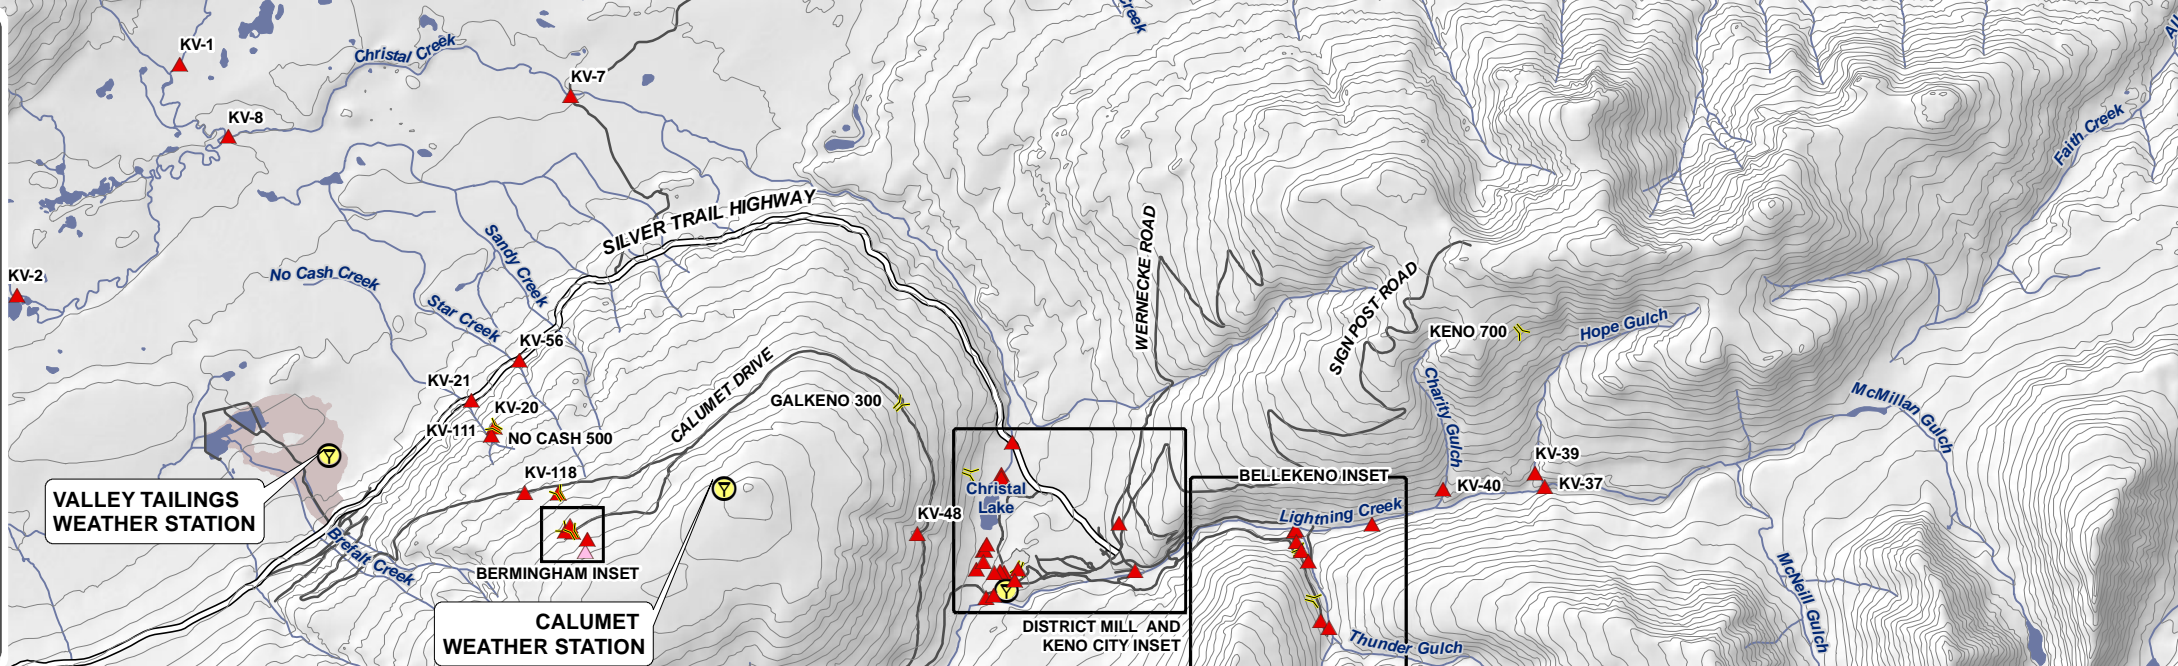 Creek
KV-1
Christal Creek
KV-7
KV-8
Faith Creek
SILVER TRAIL HIGHWAY
WERNECKE ROAD
Sandy Creek
No Cash Creek
KV-2
Star Creek
SIGN POST ROAD
KENO 700
Hope Gulch
KV-56
CALUMET DRIVE
KV-21
KV-20
GALKENO 300
Charity Gulch
McMillan Gulch
KV-111
NO CASH 500
KV-118
KV-39
BELLEKENO INSET
KV-40
KV-37
Christal
Lake
VALLEY TAILINGS
WEATHER STATION
KV-48
Lightning Creek
Brefalt Creek
BERMINGHAM INSET
McNeill Gulch
CALUMET
WEATHER STATION
DISTRICT MILL AND
KENO CITY INSET
Thunder Gulch